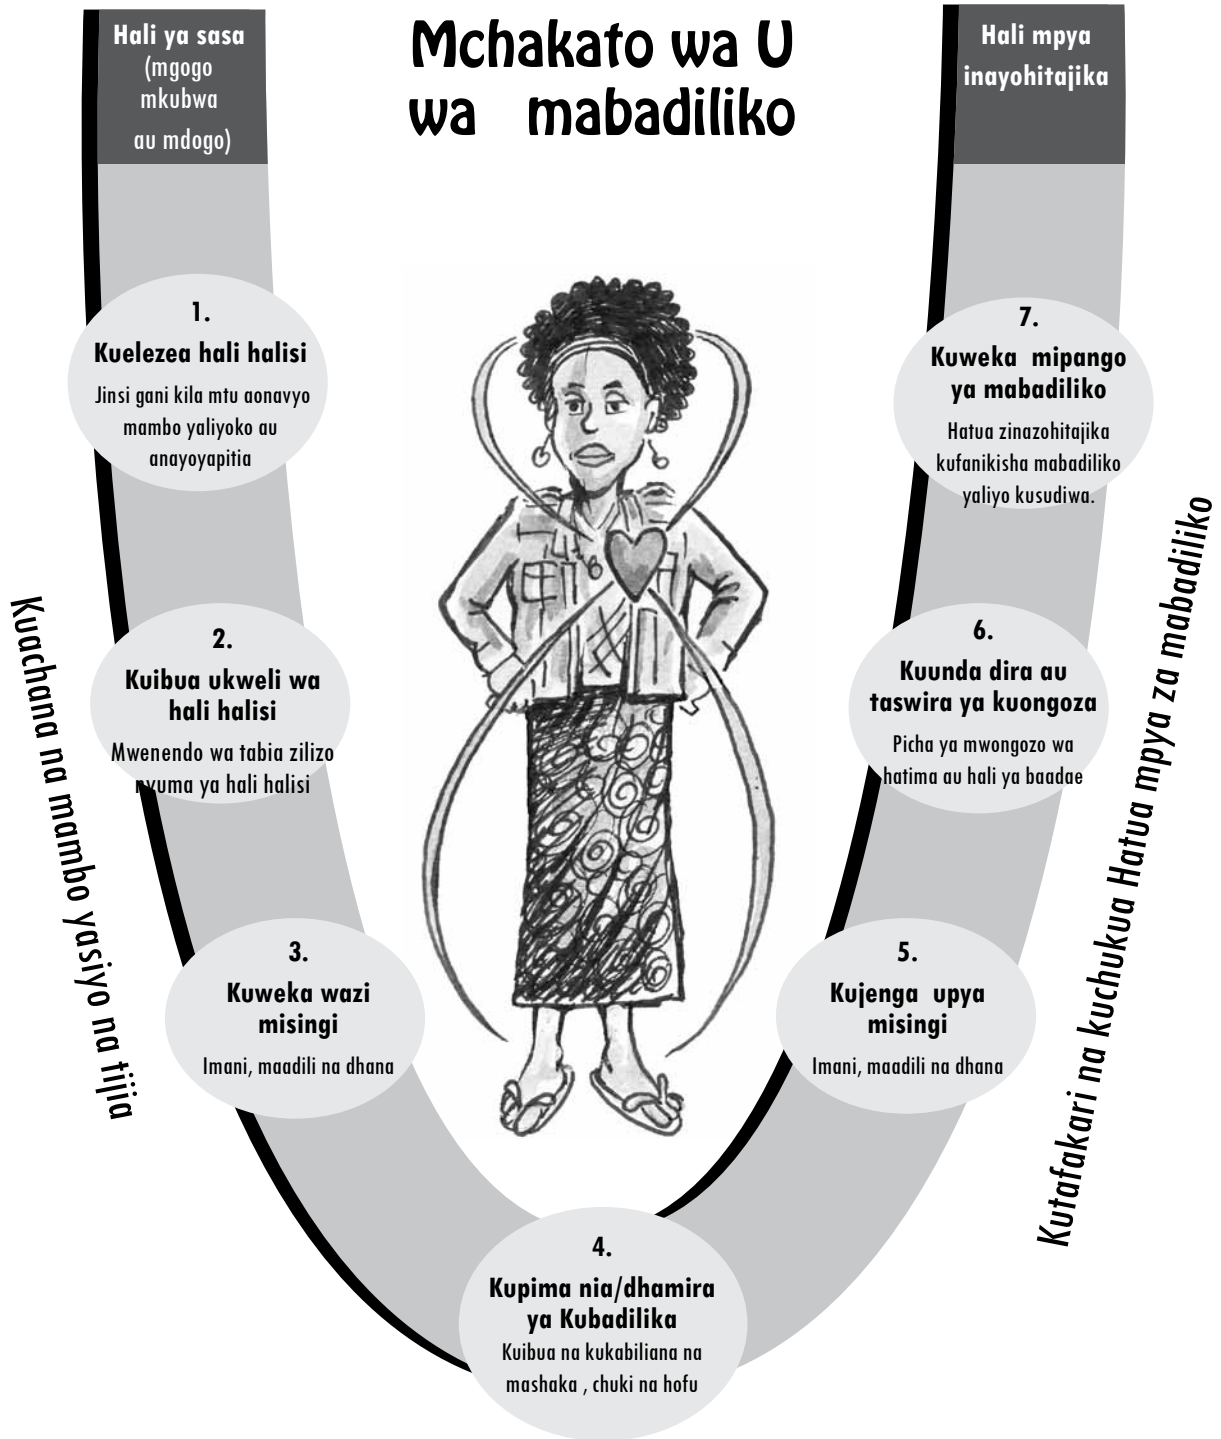 Mchakato wa U
wa mabadiliko
Hali ya sasa
(mgogo
mkubwa
au mdogo)
1.
Kuelezea hali halisi
Jinsi gani kila mtu aonavyo
mambo yaliyoko au
anayoyapitia
2.
Kuibua ukweli wa
hali halisi
Mwenendo wa tabia zilizo
nyuma ya hali halisi
3.
Kuweka wazi
misingi
Imani, maadili na dhana
4.
Kupima nia/dhamira
ya Kubadilika
Kuibua na kukabiliana na
mashaka , chuki na hofu
5.
Kujenga upya
misingi
Imani, maadili na dhana
6.
Kuunda dira au
taswira ya kuongoza
Picha ya mwongozo wa
hatima au hali ya baadae
7.
Kuweka mipango
ya mabadiliko
Hatua zinazohitajika
kufanikisha mabadiliko
yaliyo kusudiwa.
Hali mpya
inayohitajika
Kuachana na mambo yasiyo na tijia
Kutafakari na kuchukua Hatua mpya za mabadiliko